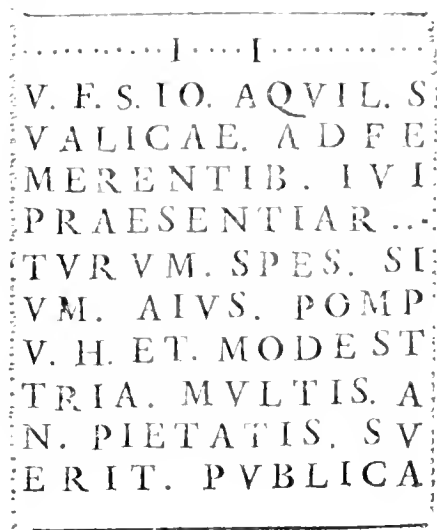 ...........I....I...........
V. F. S. IO. AQVIL. S
VALICAE. ADFE
MERENTIB. IVI
PRAESENTIAR...
TVRVM. SPES. SI
VM. AIVS. POMP
V. H. ET. MODEST
TRIA. MVLTIS. A
N. PIETATIS. SV
ERIT. PVBLICA